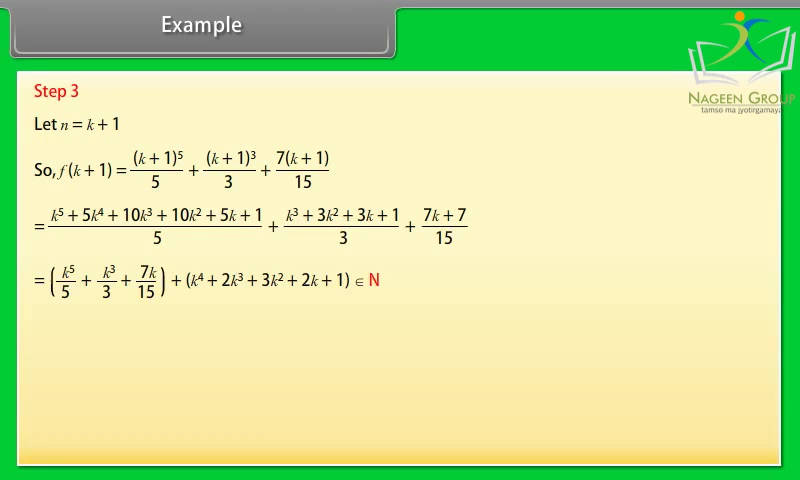 Example
NAGEEN GROUP
tamso ma jyotirgamaya
Step 3
Let n = k + 1
So, f (k + 1) = (k + 1)⁵/5 + (k + 1)³/3 + 7(k + 1)/15
= (k⁵ + 5k⁴ + 10k³ + 10k² + 5k + 1)/5 + (k³ + 3k² + 3k + 1)/3 + (7k + 7)/15
= (k⁵/5 + k³/3 + 7k/15) + (k⁴ + 2k³ + 3k² + 2k + 1) ∈ N